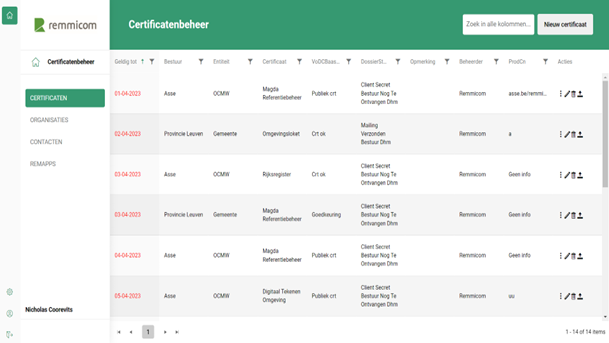 remmicom
Certificatenbeheer
Zoek in alle kolommen...
Nieuw certificaat
Certificatenbeheer
CERTIFICATEN
ORGANISATIES
CONTACTEN
REMAPPS
Nicholas Coorevits
Geldig tot Bestuur Entiteit Certificaat VoDCBaas... DossierSt... Opmerking Beheerder ProdCn Acties
01-04-2023 Asse OCMW Magda Referentiebeheer Publiek crt Client Secret Bestuur Nog Te Ontvangen Dhm Remmicom asse.be/remmi...
02-04-2023 Provincie Leuven Gemeente Omgevingsloket Crt ok Mailing Verzonden Bestuur Dhm Remmicom a
03-04-2023 Asse OCMW Rijksregister Crt ok Client Secret Bestuur Nog Te Ontvangen Dhm Remmicom Geen info
03-04-2023 Provincie Leuven Gemeente Magda Referentiebeheer Goedkeuring Client Secret Bestuur Nog Te Ontvangen Dhm Remmicom Geen info
04-04-2023 Asse OCMW Magda Referentiebeheer Publiek crt Client Secret Bestuur Nog Te Ontvangen Dhm Remmicom Geen info
05-04-2023 Asse OCMW Digitaal Tekenen Omgeving Publiek crt Client Secret Bestuur Nog Te Ontvangen Dhm Remmicom uu
1
1 - 14 of 14 items